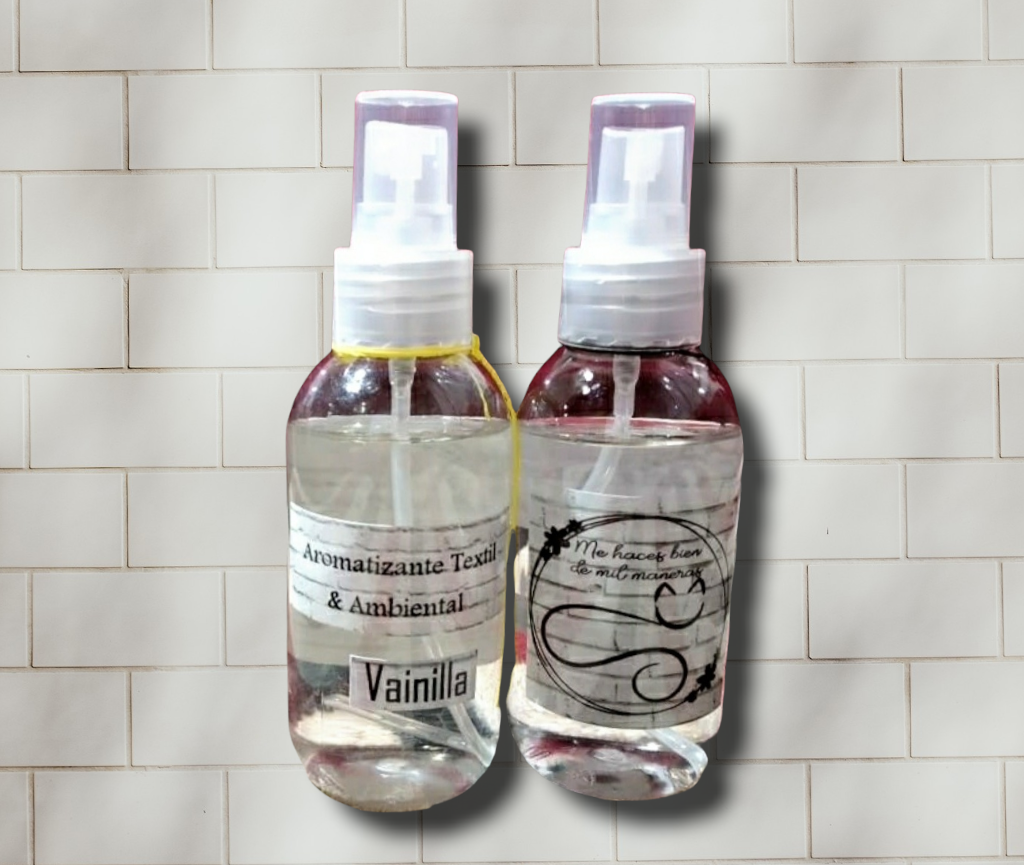 Aromatizante Textil
& Ambiental
Vainilla
Me haces bien
de mil maneras